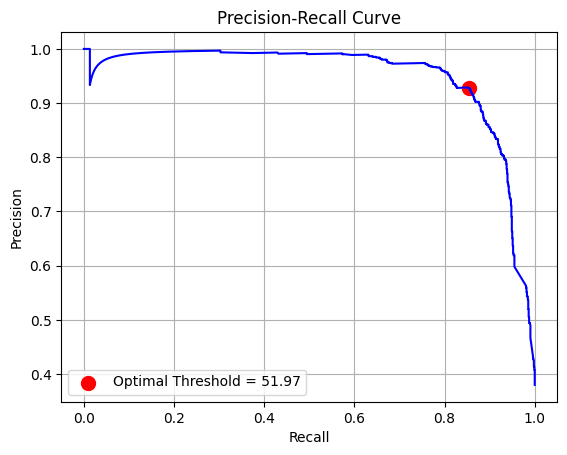 Precision-Recall Curve
Precision
1.0
0.9
0.8
0.7
0.6
0.5
0.4
Optimal Threshold = 51.97
0.0 0.2 0.4 0.6 0.8 1.0
Recall